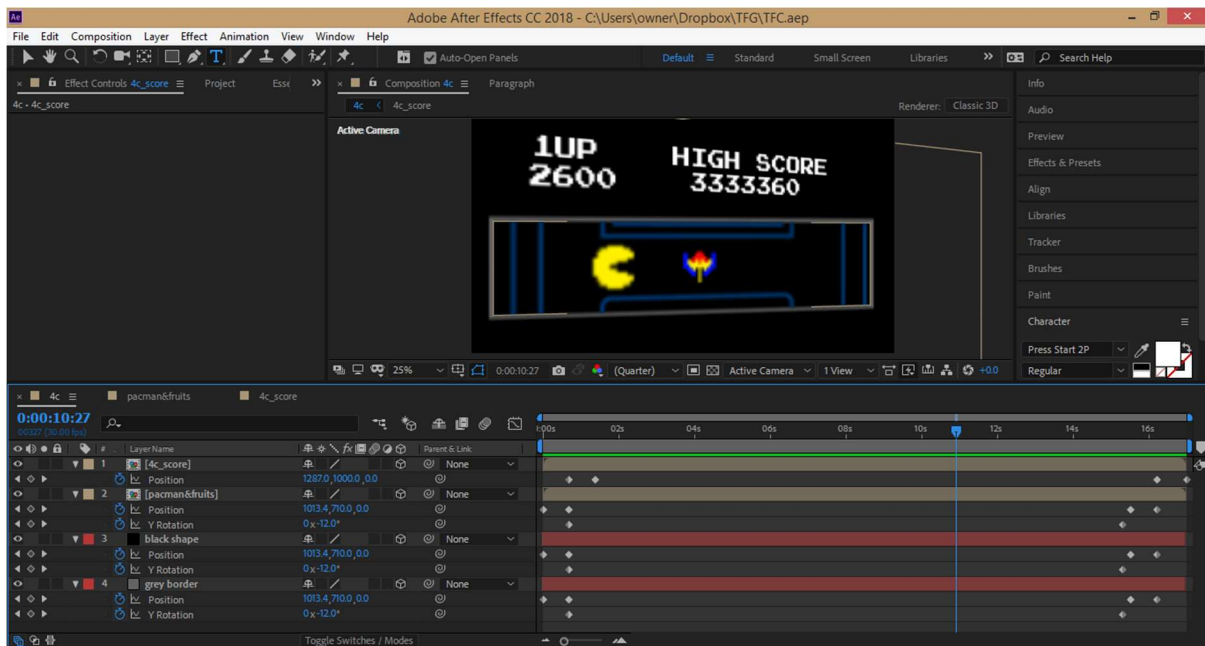 Ae Adobe After Effects CC 2018 - C:\Users\owner\Dropbox\TFG\TFC.aep
File Edit Composition Layer Effect Animation View Window Help
T Auto-Open Panels Default Standard Small Screen Libraries Search Help
Effect Controls 4c_score Project
Composition 4c Paragraph
4c • 4c_score
4c 4c_score Renderer: Classic 3D
Active Camera
1UP
2600
HIGH SCORE
3333360
Info
Audio
Preview
Effects & Presets
Align
Libraries
Tracker
Brushes
Paint
Character
Press Start 2P
Regular
25% 0:00:10:27 (Quarter) Active Camera 1 View +0.0
4c pacman&fruits 4c_score
0:00:10:27
00327 (30.00 fps)
:00s 02s 04s 06s 08s 10s 12s 14s 16s
# Layer Name fx Parent & Link
1 [4c_score] None
Position 1287.0,1000.0,0.0
2 [pacman&fruits] None
Position 1013.4,710.0,0.0
Y Rotation 0x-12.0°
3 black shape None
Position 1013.4,710.0,0.0
Y Rotation 0x-12.0°
4 grey border None
Position 1013.4,710.0,0.0
Y Rotation 0x-12.0°
Toggle Switches / Modes